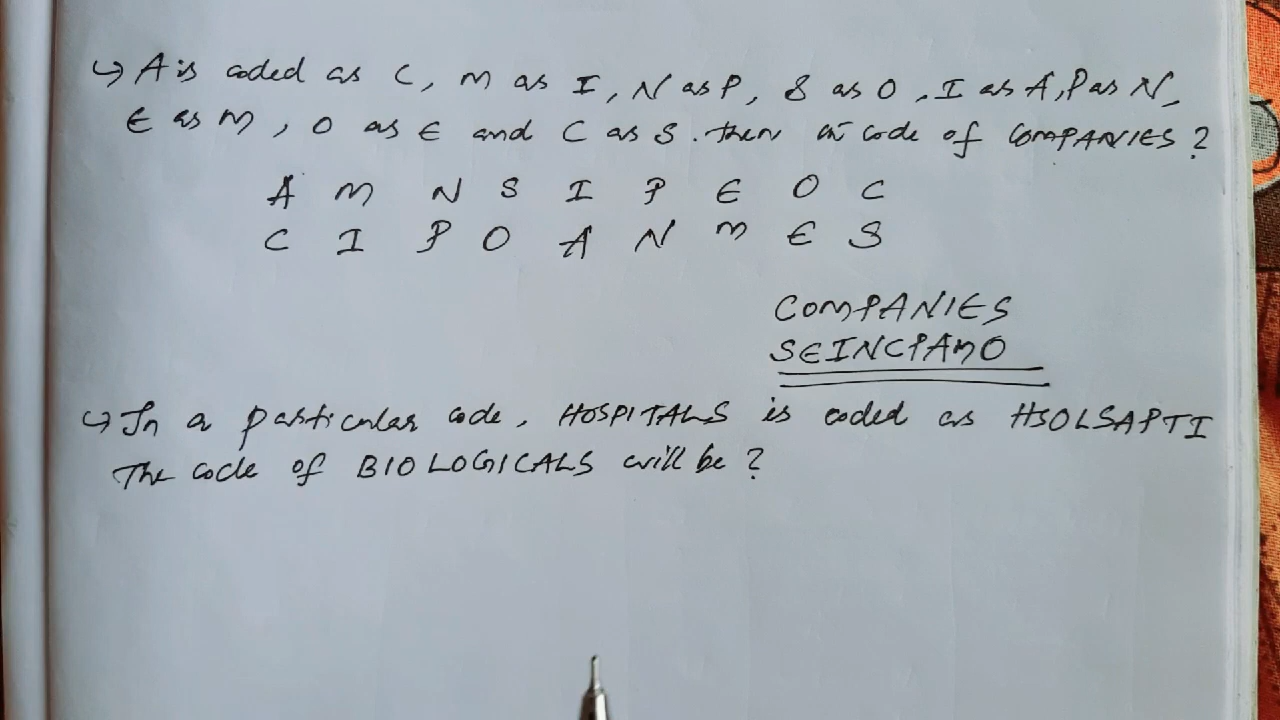 ↳ A is coded as C, M as I, N as P, S as O, I as A, P as N,
E as M, O as E and C as S. then code of COMPANIES?
A M N S I P E O C
C I P O A N M E S
COMPANIES
SEINCPAMO
↳ In a particular code, HOSPITALS is coded as HSOLSAPTI
The code of BIOLOGICALS will be?